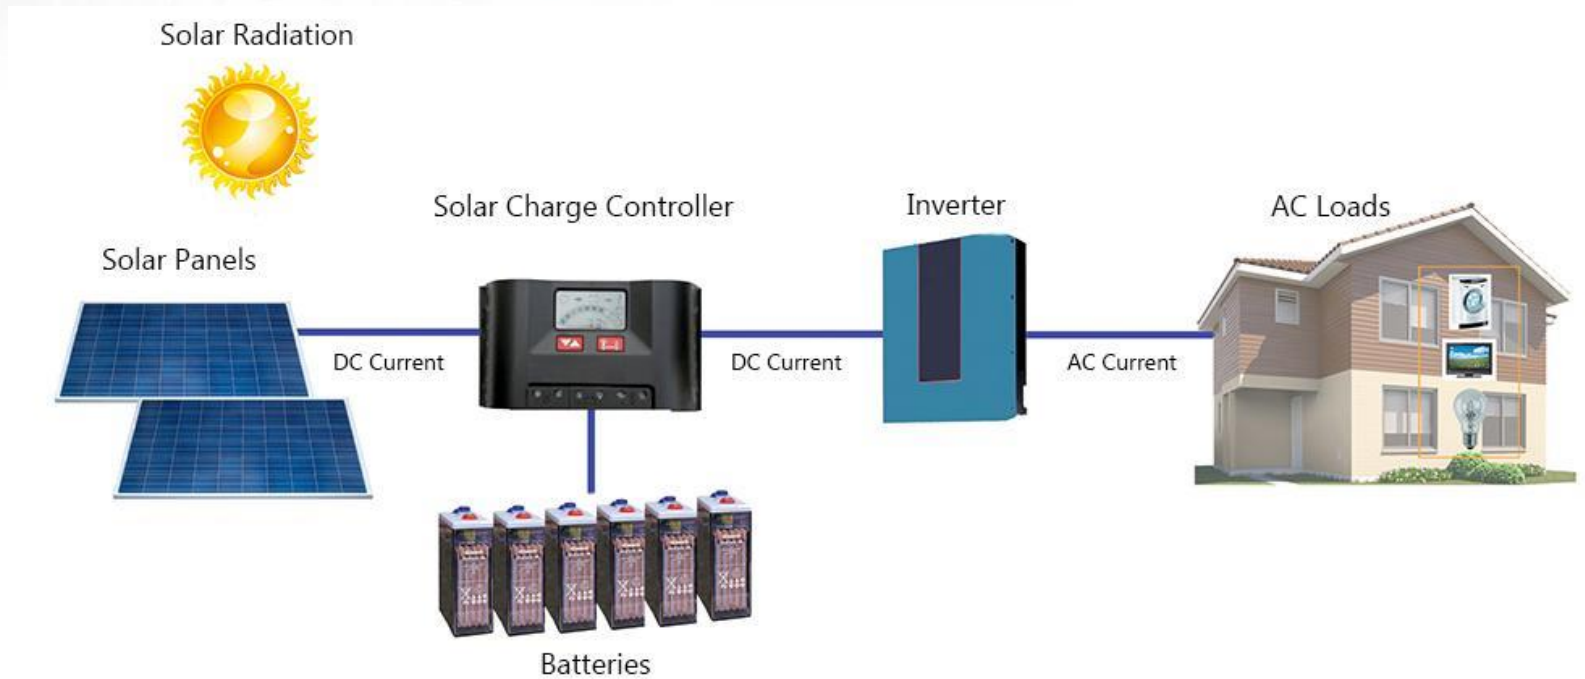 Solar Radiation
Solar Panels
Solar Charge Controller
Inverter
AC Loads
DC Current
DC Current
AC Current
Batteries